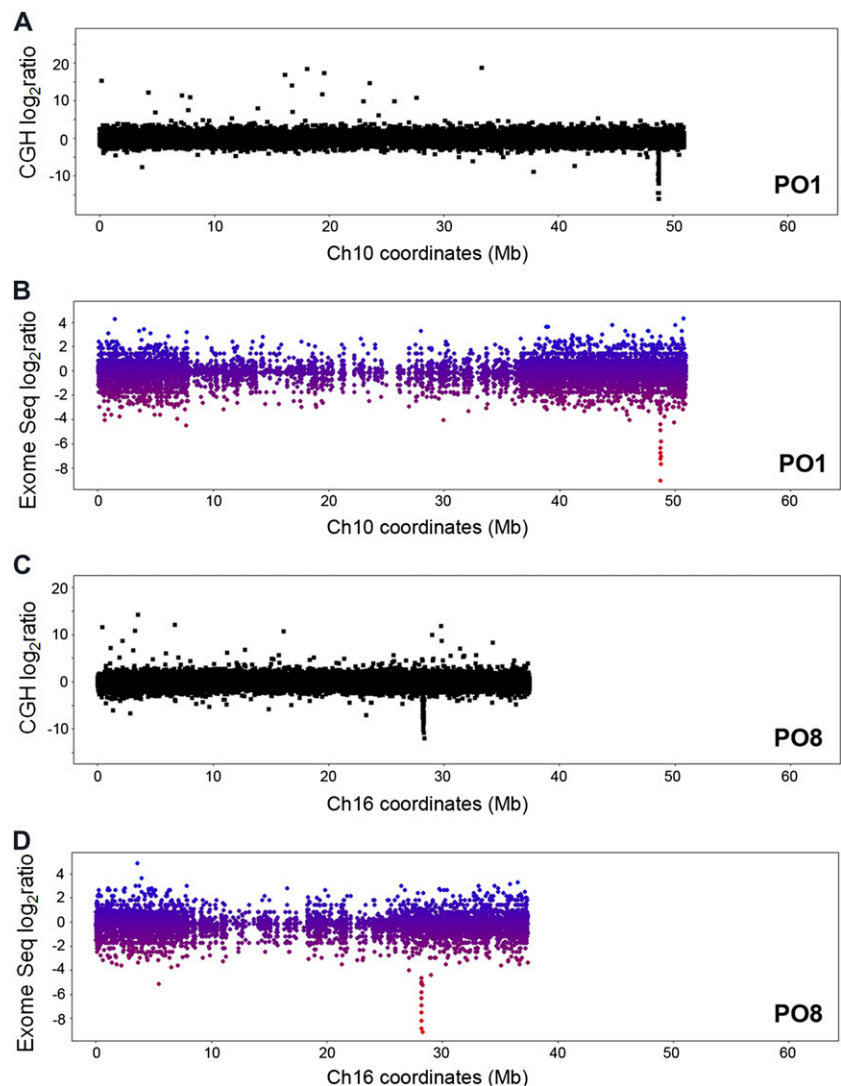 A
CGH log2ratio
20
10
0
-10
PO1
0 10 20 30 40 50 60
Ch10 coordinates (Mb)
B
Exome Seq log2ratio
4
2
0
-2
-4
-6
-8
PO1
0 10 20 30 40 50 60
Ch10 coordinates (Mb)
C
CGH log2ratio
20
10
0
-10
PO8
0 10 20 30 40 50 60
Ch16 coordinates (Mb)
D
Exome Seq log2ratio
4
2
0
-2
-4
-6
-8
PO8
0 10 20 30 40 50 60
Ch16 coordinates (Mb)